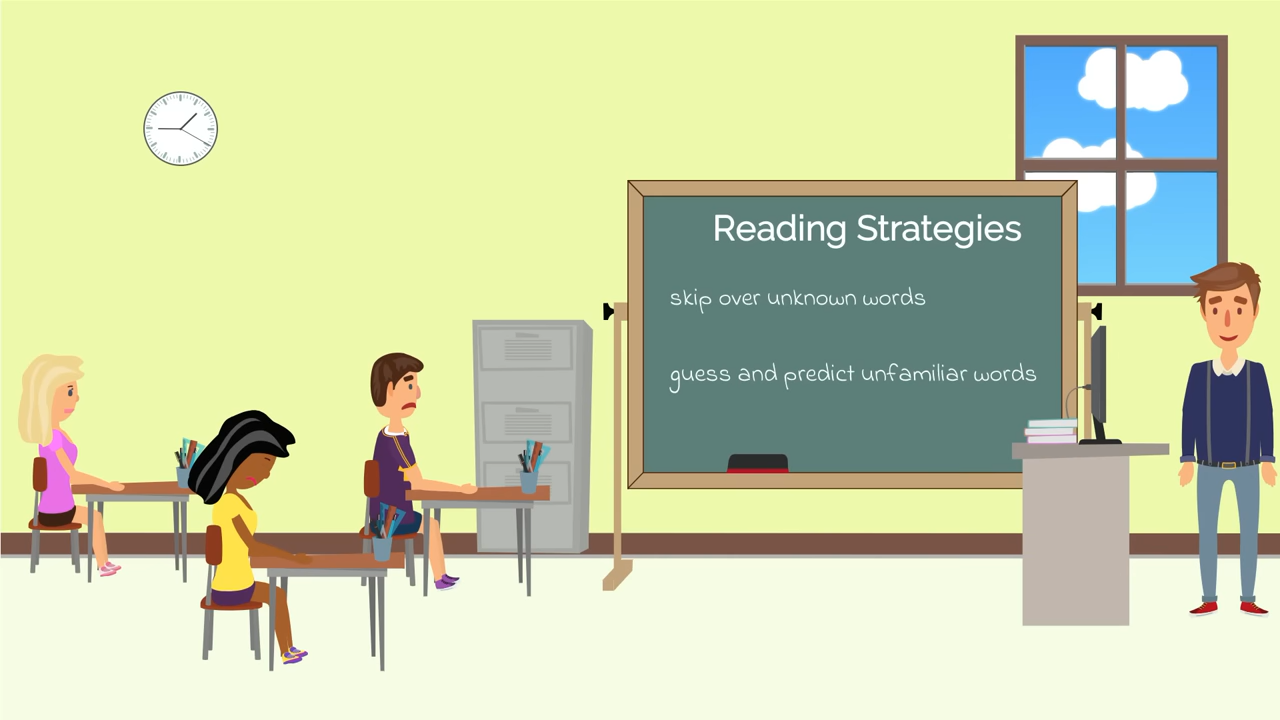 Reading Strategies
skip over unknown words
guess and predict unfamiliar words